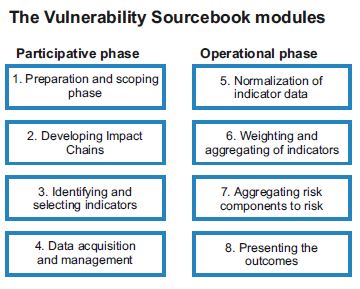 The Vulnerability Sourcebook modules
Participative phase
1. Preparation and scoping
phase
2. Developing Impact
Chains
3. Identifying and
selecting indicators
4. Data acquisition
and management
Operational phase
5. Normalization of
indicator data
6. Weighting and
aggregating of indicators
7. Aggregating risk
components to risk
8. Presenting the
outcomes